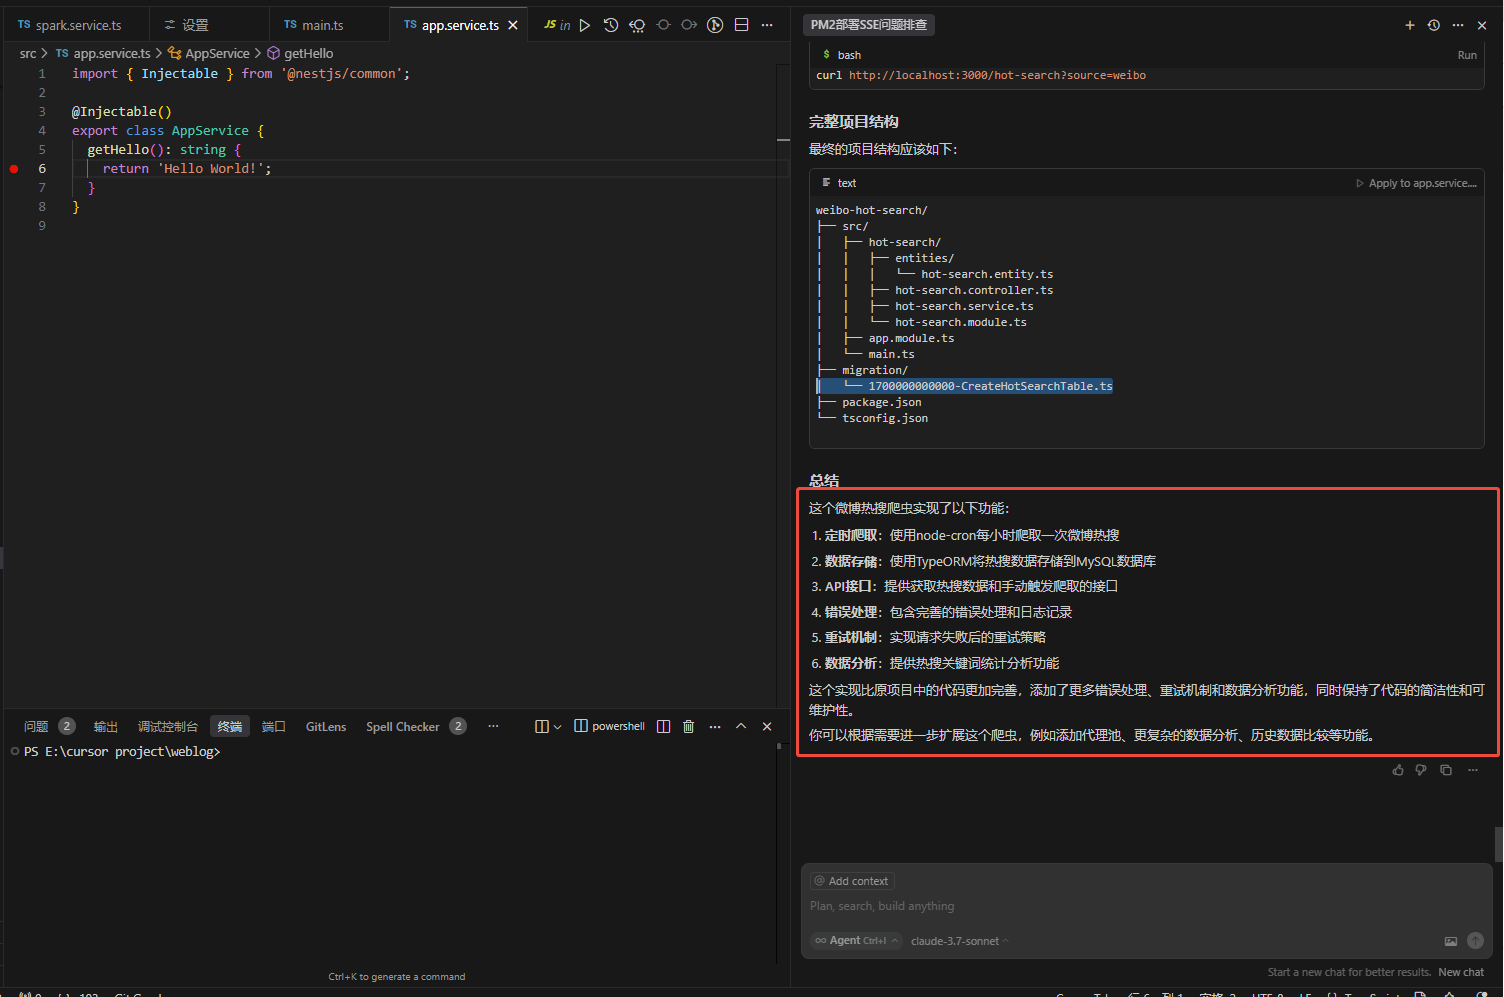 TS spark.service.ts
设置
TS main.ts
TS app.service.ts
JS in
src > TS app.service.ts > AppService > getHello
1 import { Injectable } from '@nestjs/common';
2
3 @Injectable()
4 export class AppService {
5 getHello(): string {
6 return 'Hello World!';
7 }
8 }
9
问题 2 输出 调试控制台 终端 端口 GitLens Spell Checker 2 ··· powershell
PS E:\cursor project\weblog>
Ctrl+K to generate a command
PM2部署SSE问题排查
$ bash Run
curl http://localhost:3000/hot-search?source=weibo
完整项目结构
最终的项目结构应该如下：
text Apply to app.service....
weibo-hot-search/
├── src/
│   ├── hot-search/
│   │   ├── entities/
│   │   │   └── hot-search.entity.ts
│   │   ├── hot-search.controller.ts
│   │   ├── hot-search.service.ts
│   │   └── hot-search.module.ts
│   ├── app.module.ts
│   └── main.ts
├── migration/
│   └── 1700000000000-CreateHotSearchTable.ts
├── package.json
└── tsconfig.json
总结
这个微博热搜爬虫实现了以下功能：
1. 定时爬取：使用node-cron每小时爬取一次微博热搜
2. 数据存储：使用TypeORM将热搜数据存储到MySQL数据库
3. API接口：提供获取热搜数据和手动触发爬取的接口
4. 错误处理：包含完善的错误处理和日志记录
5. 重试机制：实现请求失败后的重试策略
6. 数据分析：提供热搜关键词统计分析功能
这个实现比原项目中的代码更加完善，添加了更多错误处理、重试机制和数据分析功能，同时保持了代码的简洁性和可
维护性。
你可以根据需要进一步扩展这个爬虫，例如添加代理池、更复杂的数据分析、历史数据比较等功能。
@ Add context
Plan, search, build anything
∞ Agent Ctrl+I claude-3.7-sonnet
Start a new chat for better results. New chat